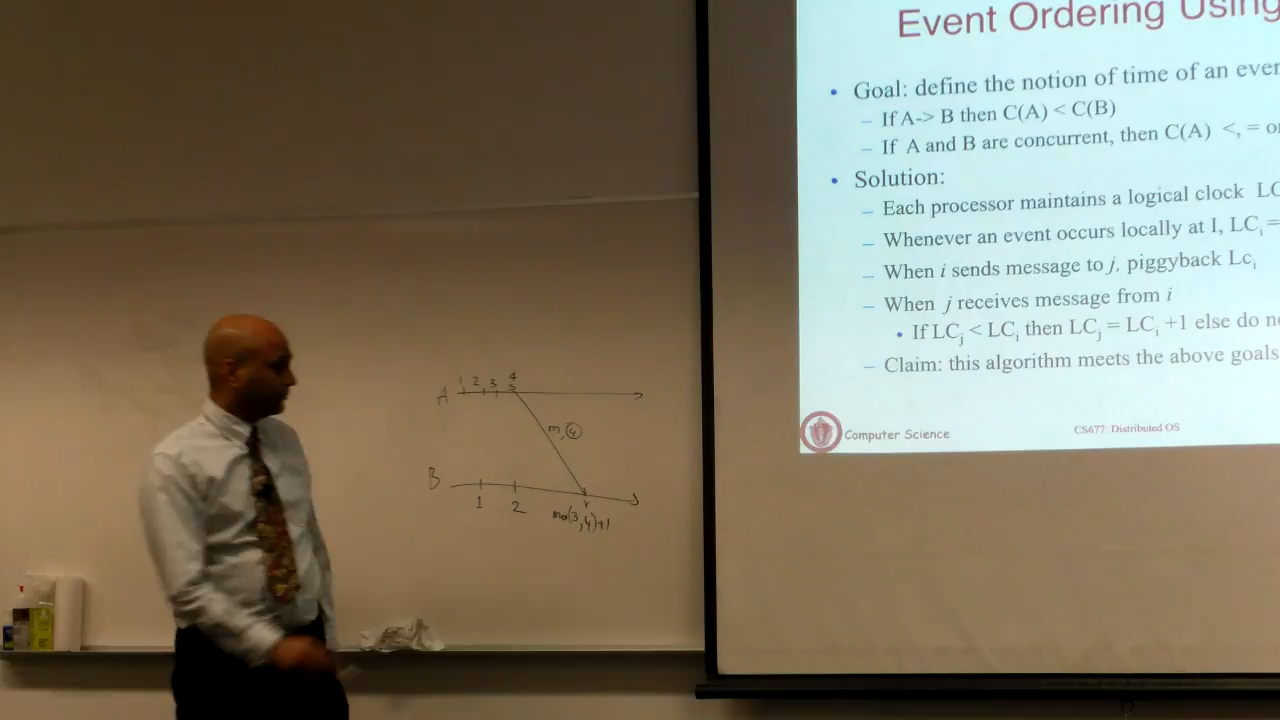 Event Ordering Using
• Goal: define the notion of time of an even
– If A-> B then C(A) < C(B)
– If A and B are concurrent, then C(A) <, = or
• Solution:
– Each processor maintains a logical clock LC
– Whenever an event occurs locally at I, LCi =
– When i sends message to j, piggyback Lci
– When j receives message from i
• If LCj < LCi then LCj = LCi +1 else do no
– Claim: this algorithm meets the above goals
Computer Science
CS677: Distributed OS
1 2 3 4
A
s
m, 4
B
1 2 r
(3,4)+1